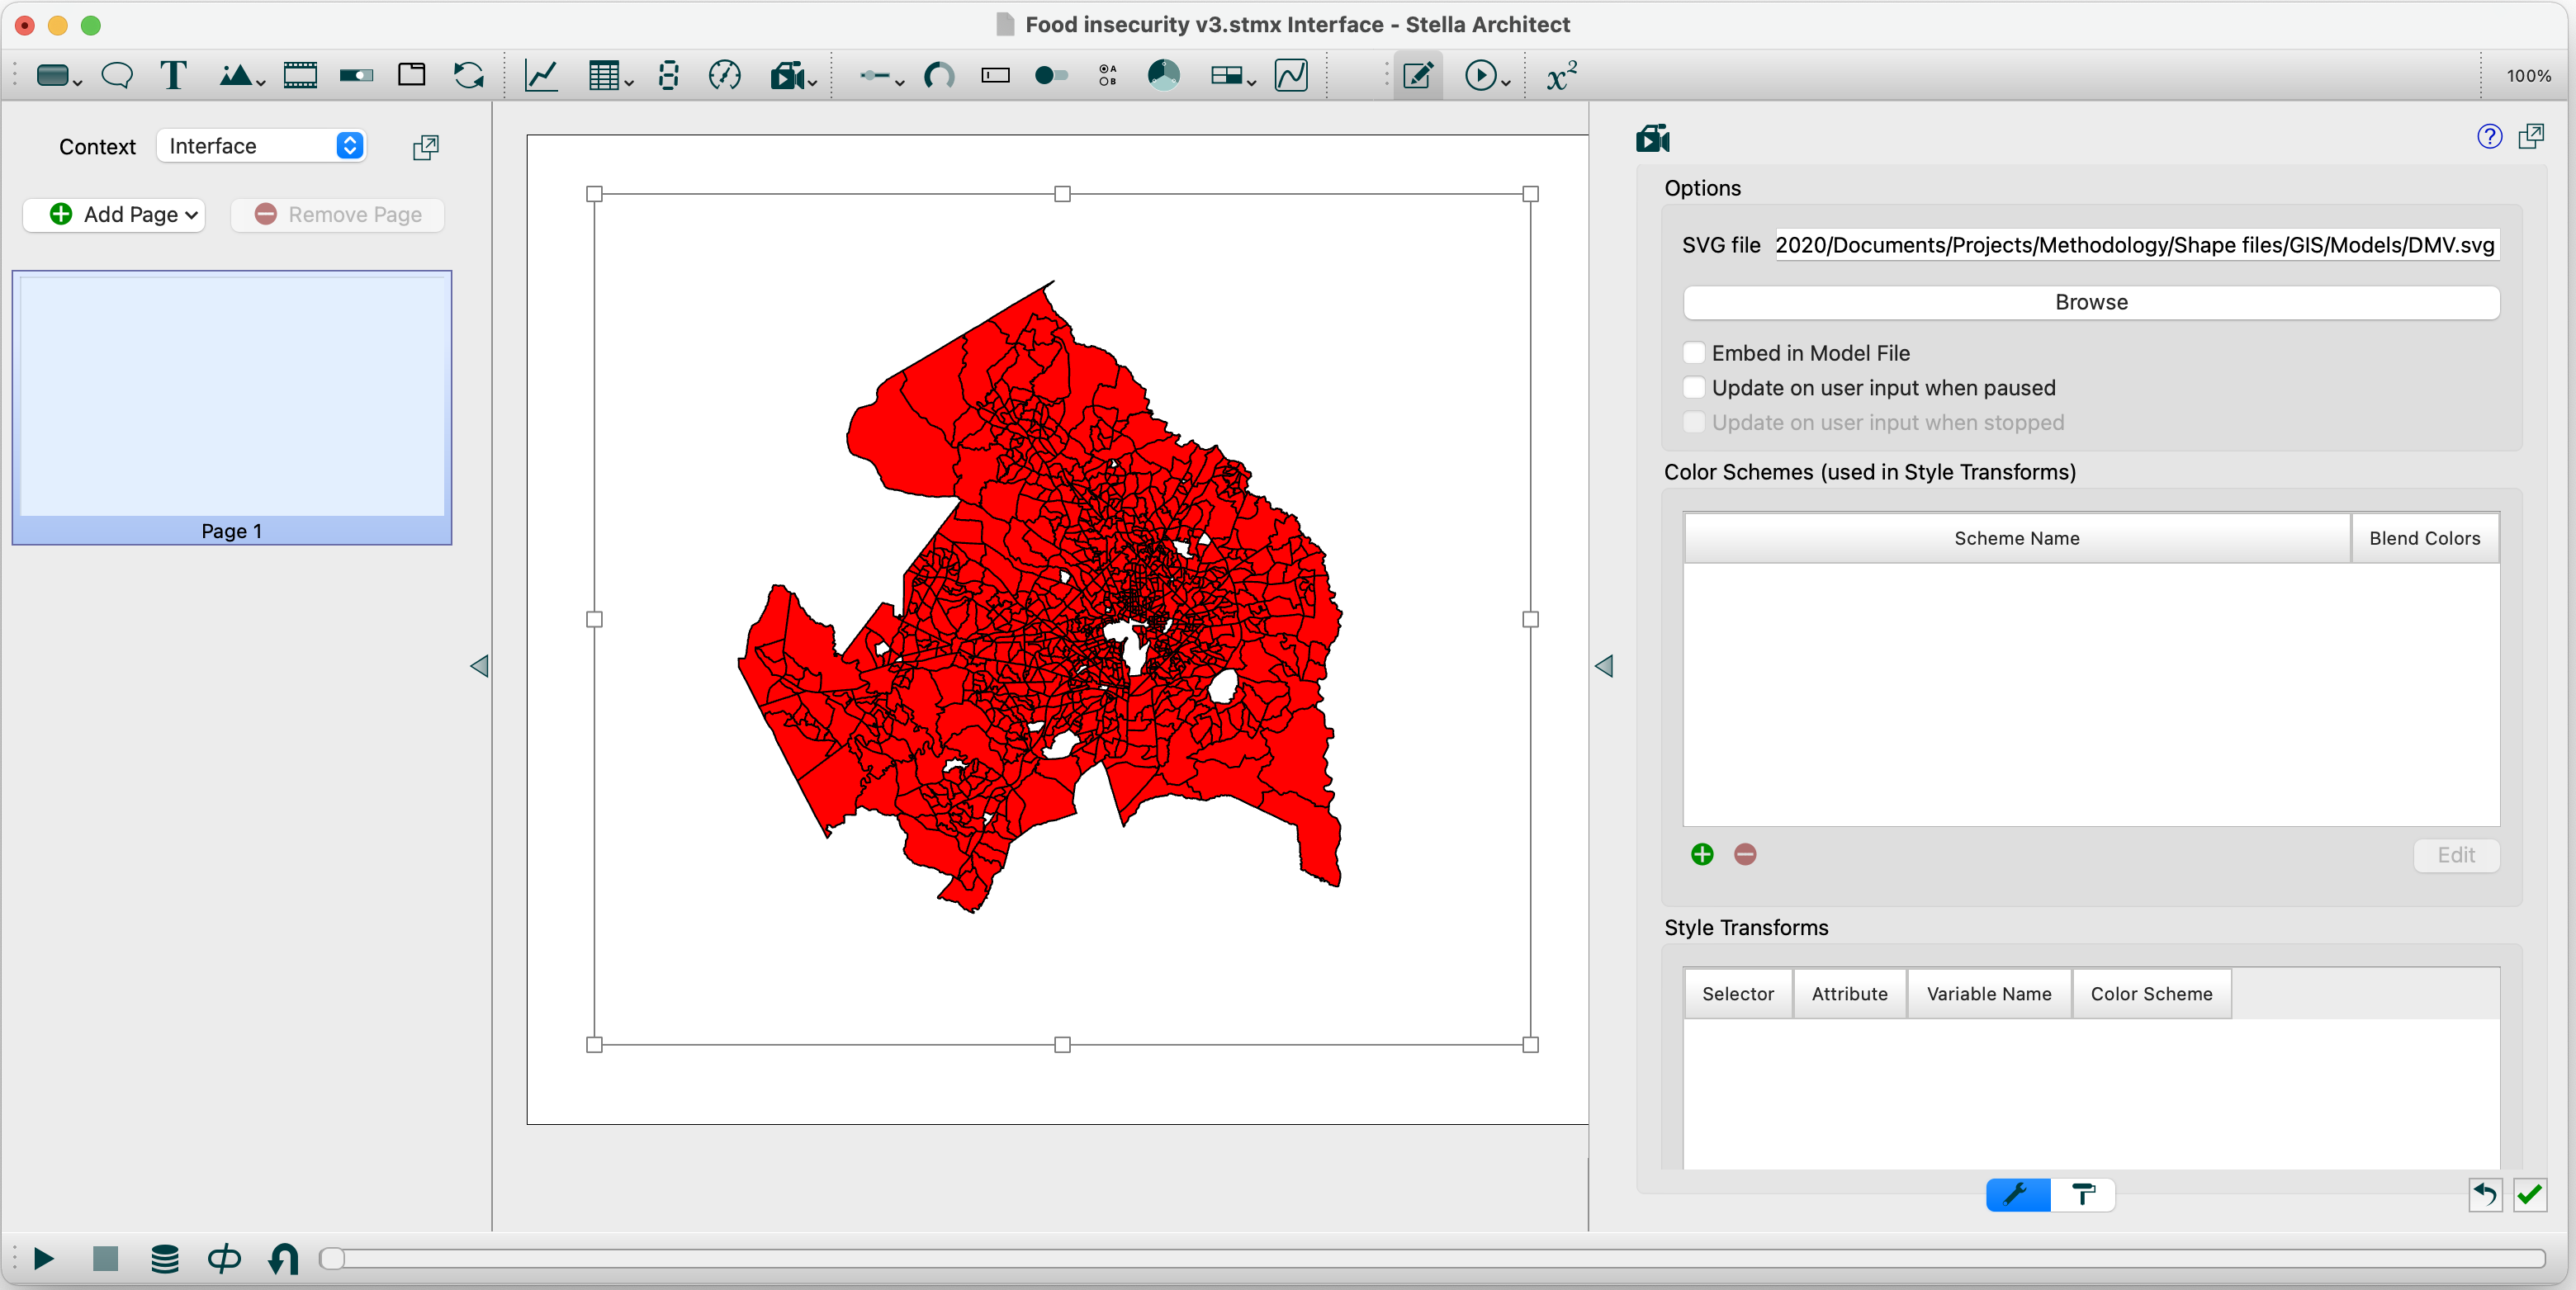 Food insecurity v3.stmx Interface - Stella Architect
T
A
B
x²
100%
Context
Interface
Add Page
Remove Page
Page 1
Options
SVG file
2020/Documents/Projects/Methodology/Shape files/GIS/Models/DMV.svg
Browse
Embed in Model File
Update on user input when paused
Update on user input when stopped
Color Schemes (used in Style Transforms)
Scheme Name
Blend Colors
Edit
Style Transforms
Selector
Attribute
Variable Name
Color Scheme